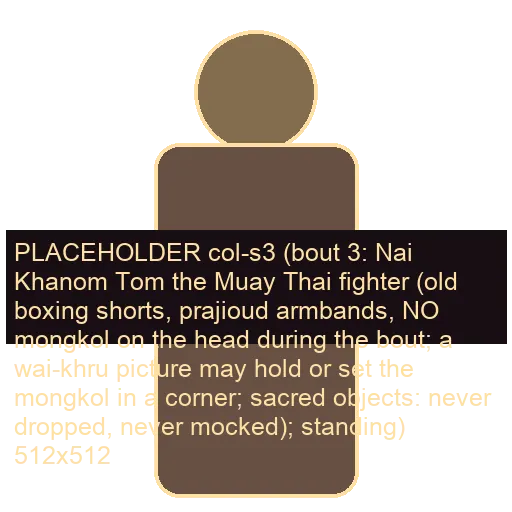 PLACEHOLDER col-s3 (bout 3: Nai
Khanom Tom the Muay Thai fighter (old
boxing shorts, prajioud armbands, NO
mongkol on the head during the bout; a
wai-khru picture may hold or set the
mongkol in a corner; sacred objects: never
dropped, never mocked); standing)
512x512